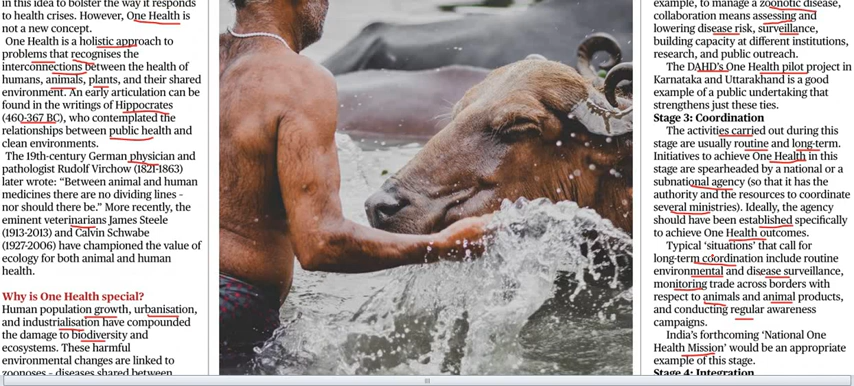 in this idea to bolster the way it responds
to health crises. However, One Health is
not a new concept.
One Health is a holistic approach to
problems that recognises the
interconnections between the health of
humans, animals, plants, and their shared
environment. An early articulation can be
found in the writings of Hippocrates
(460-367 BC), who contemplated the
relationships between public health and
clean environments.
The 19th-century German physician and
pathologist Rudolf Virchow (1821-1863)
later wrote: “Between animal and human
medicines there are no dividing lines –
nor should there be.” More recently, the
eminent veterinarians James Steele
(1913-2013) and Calvin Schwabe
(1927-2006) have championed the value of
ecology for both animal and human
health.
Why is One Health special?
Human population growth, urbanisation,
and industrialisation have compounded
the damage to biodiversity and
ecosystems. These harmful
environmental changes are linked to
zoonoses – diseases shared between
example, to manage a zoonotic disease,
collaboration means assessing and
lowering disease risk, surveillance,
building capacity at different institutions,
research, and public outreach.
The DAHD's One Health pilot project in
Karnataka and Uttarakhand is a good
example of a public undertaking that
strengthens just these ties.
Stage 3: Coordination
The activities carried out during this
stage are usually routine and long-term.
Initiatives to achieve One Health in this
stage are spearheaded by a national or a
subnational agency (so that it has the
authority and the resources to coordinate
several ministries). Ideally, the agency
should have been established specifically
to achieve One Health outcomes.
Typical ‘situations’ that call for
long-term coordination include routine
environmental and disease surveillance,
monitoring trade across borders with
respect to animals and animal products,
and conducting regular awareness
campaigns.
India's forthcoming ‘National One
Health Mission’ would be an appropriate
example of this stage.
Stage 4: Integration